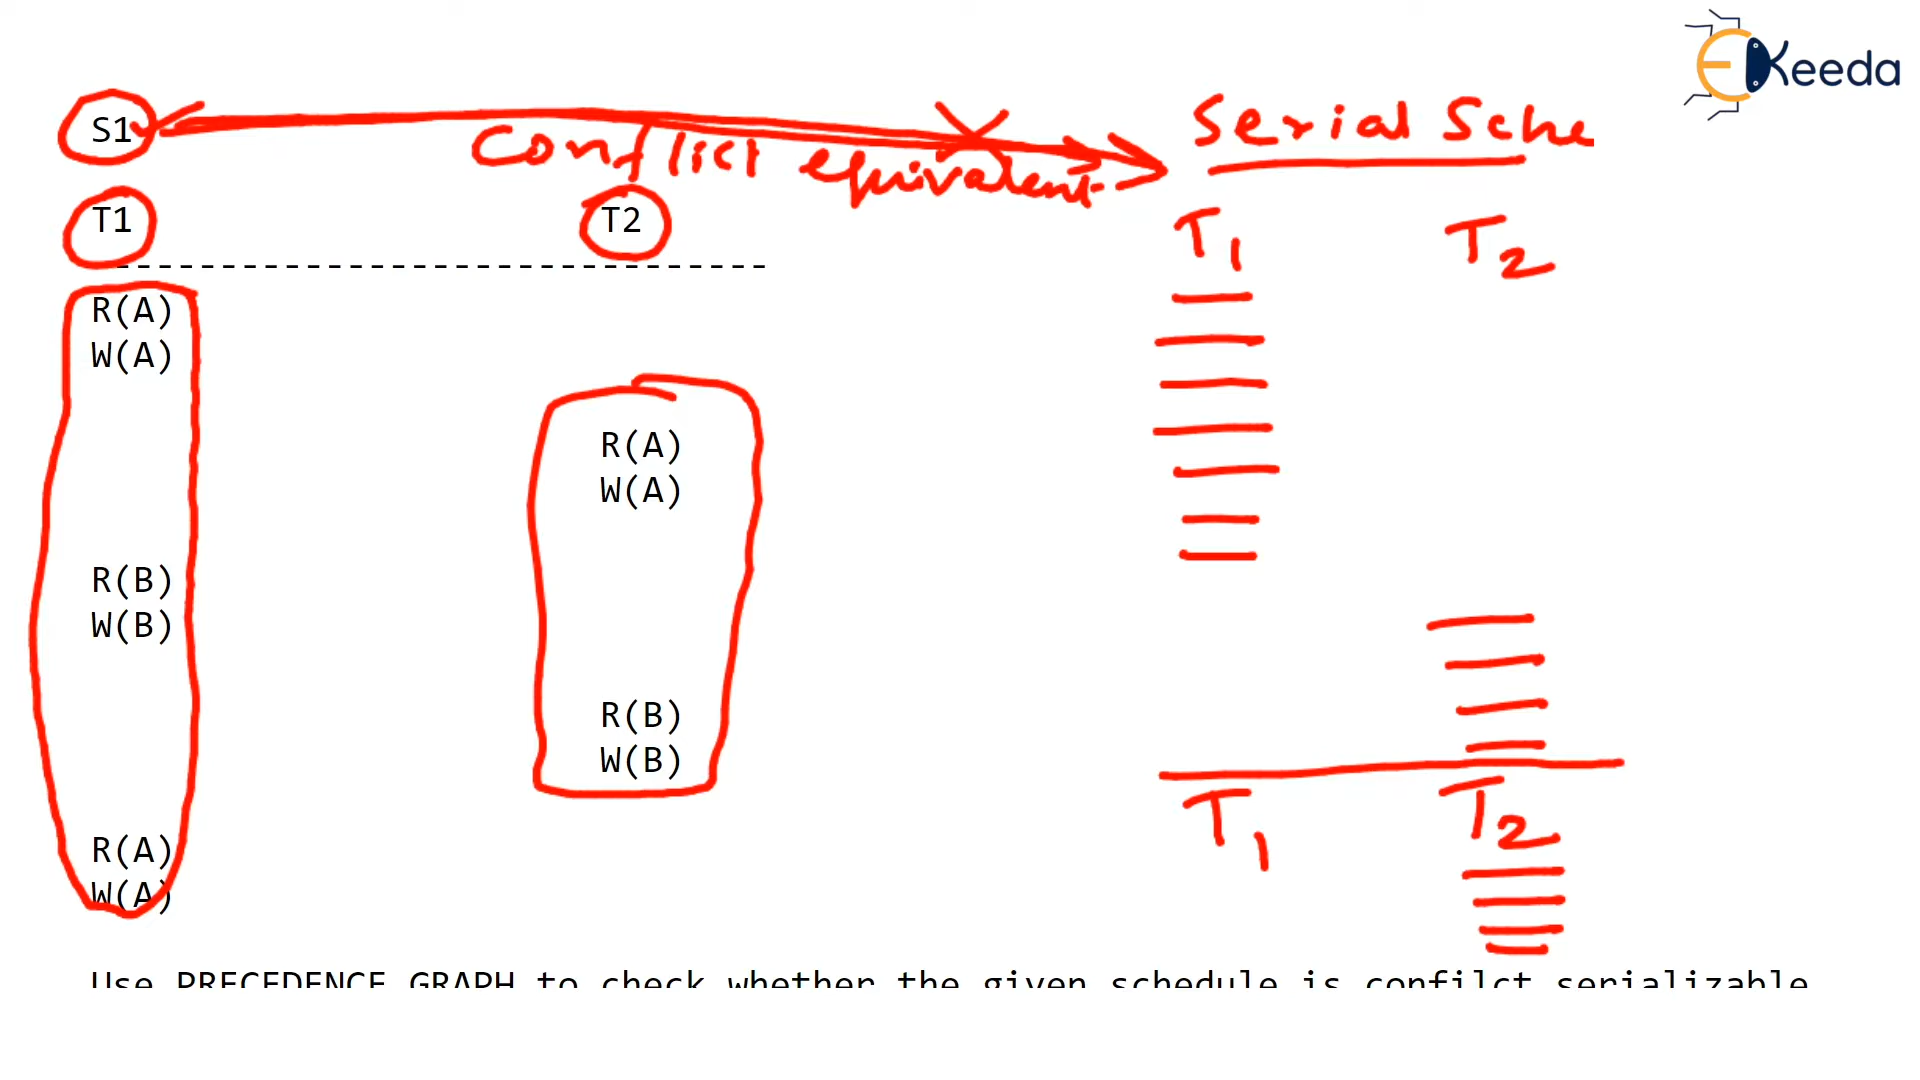 EKeeda
S1
Conflict equivalent
Serial Sche
T1 T2
T1 T2
R(A)
W(A)
R(A)
W(A)
R(B)
W(B)
R(B)
W(B)
T1 T2
R(A)
W(A)
Use PRECEDENCE GRAPH to check whether the given schedule is confilct serializable